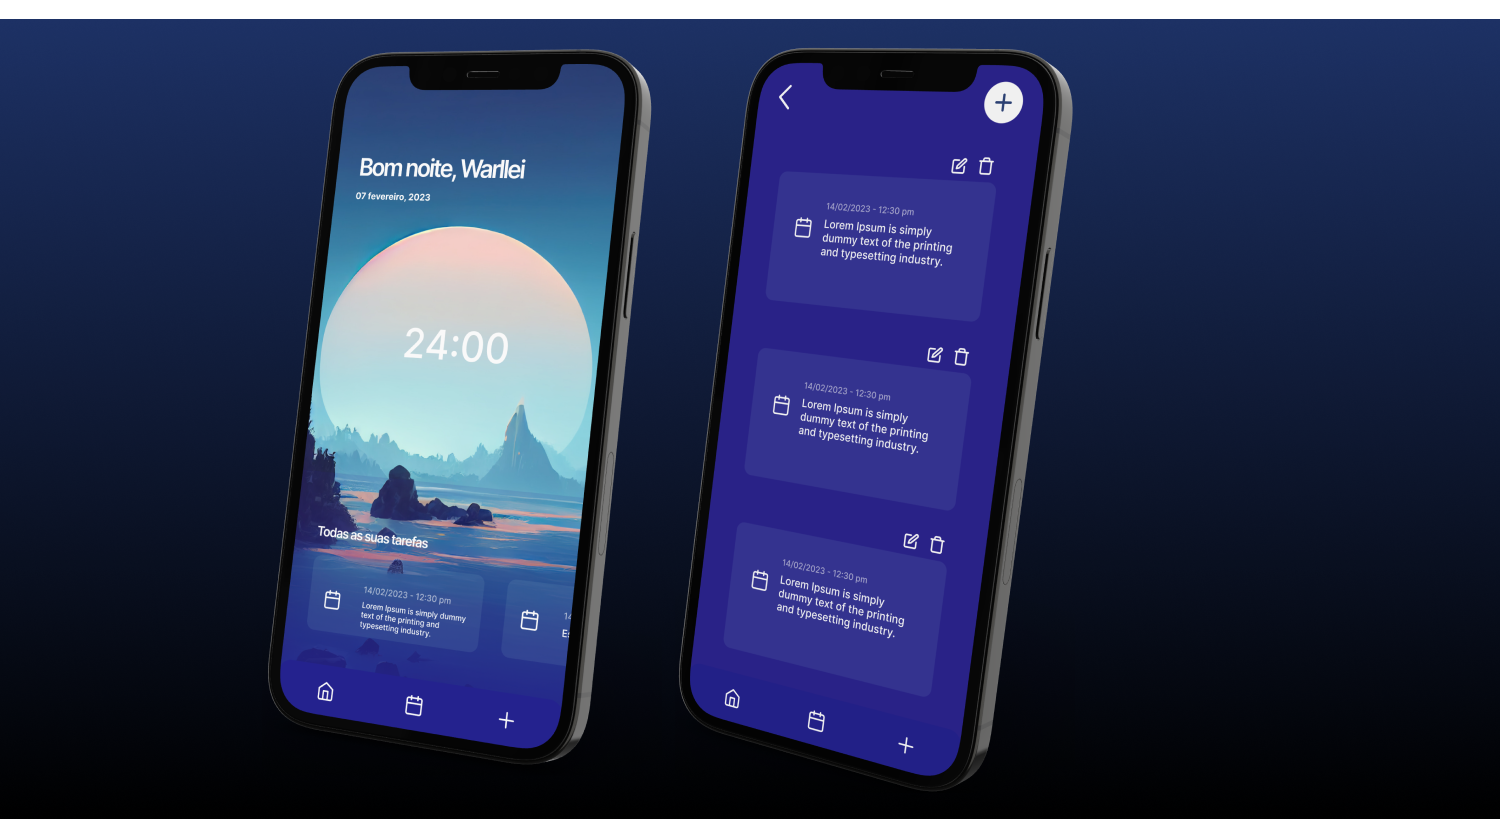 Bom noite, Warllei
07 fevereiro, 2023
24:00
Todas as suas tarefas
14/02/2023 - 12:30 pm
Lorem Ipsum is simply dummy
text of the printing and
typesetting industry.
14
Es
14/02/2023 - 12:30 pm
Lorem Ipsum is simply
dummy text of the printing
and typesetting industry.
14/02/2023 - 12:30 pm
Lorem Ipsum is simply
dummy text of the printing
and typesetting industry.
14/02/2023 - 12:30 pm
Lorem Ipsum is simply
dummy text of the printing
and typesetting industry.